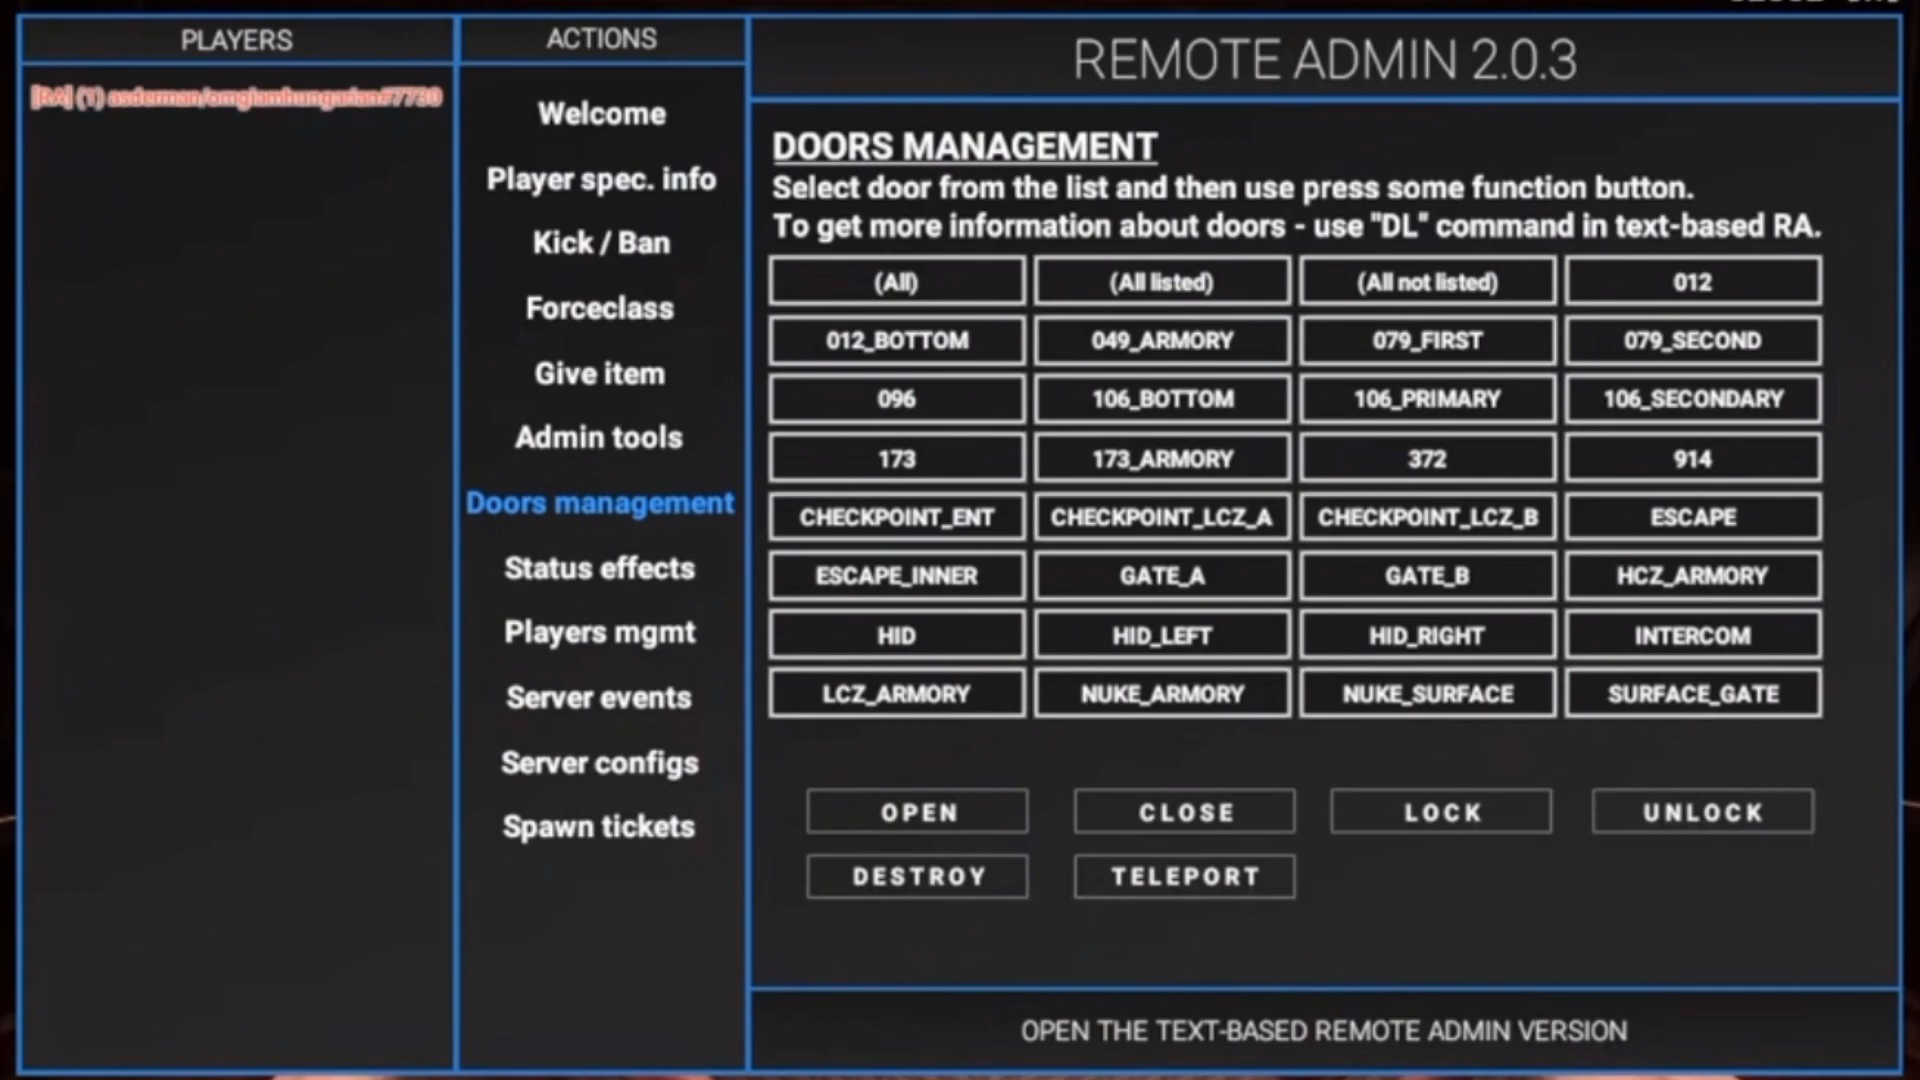 PLAYERS
[RA] (1) asderman/omgiamhungarian#7730
ACTIONS
Welcome
Player spec. info
Kick / Ban
Forceclass
Give item
Admin tools
Doors management
Status effects
Players mgmt
Server events
Server configs
Spawn tickets
REMOTE ADMIN 2.0.3
DOORS MANAGEMENT
Select door from the list and then use press some function button.
To get more information about doors - use "DL" command in text-based RA.
(All) (All listed) (All not listed) 012
012_BOTTOM 049_ARMORY 079_FIRST 079_SECOND
096 106_BOTTOM 106_PRIMARY 106_SECONDARY
173 173_ARMORY 372 914
CHECKPOINT_ENT CHECKPOINT_LCZ_A CHECKPOINT_LCZ_B ESCAPE
ESCAPE_INNER GATE_A GATE_B HCZ_ARMORY
HID HID_LEFT HID_RIGHT INTERCOM
LCZ_ARMORY NUKE_ARMORY NUKE_SURFACE SURFACE_GATE
OPEN CLOSE LOCK UNLOCK
DESTROY TELEPORT
OPEN THE TEXT-BASED REMOTE ADMIN VERSION